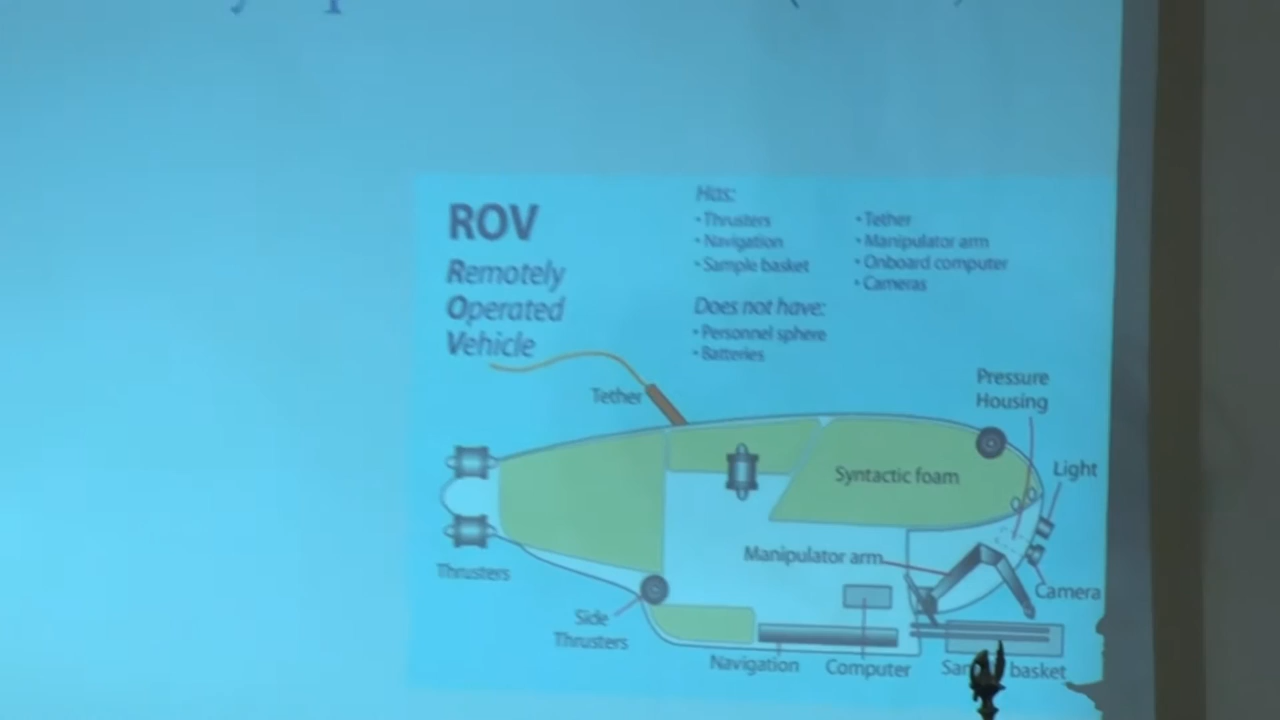 ROV
Remotely
Operated
Vehicle
Has:
• Thrusters
• Navigation
• Sample basket
• Tether
• Manipulator arm
• Onboard computer
• Cameras
Does not have:
• Personnel sphere
• Batteries
Tether
Pressure
Housing
Light
Syntactic foam
Manipulator arm
Thrusters
Camera
Side
Thrusters
Navigation
Computer
basket